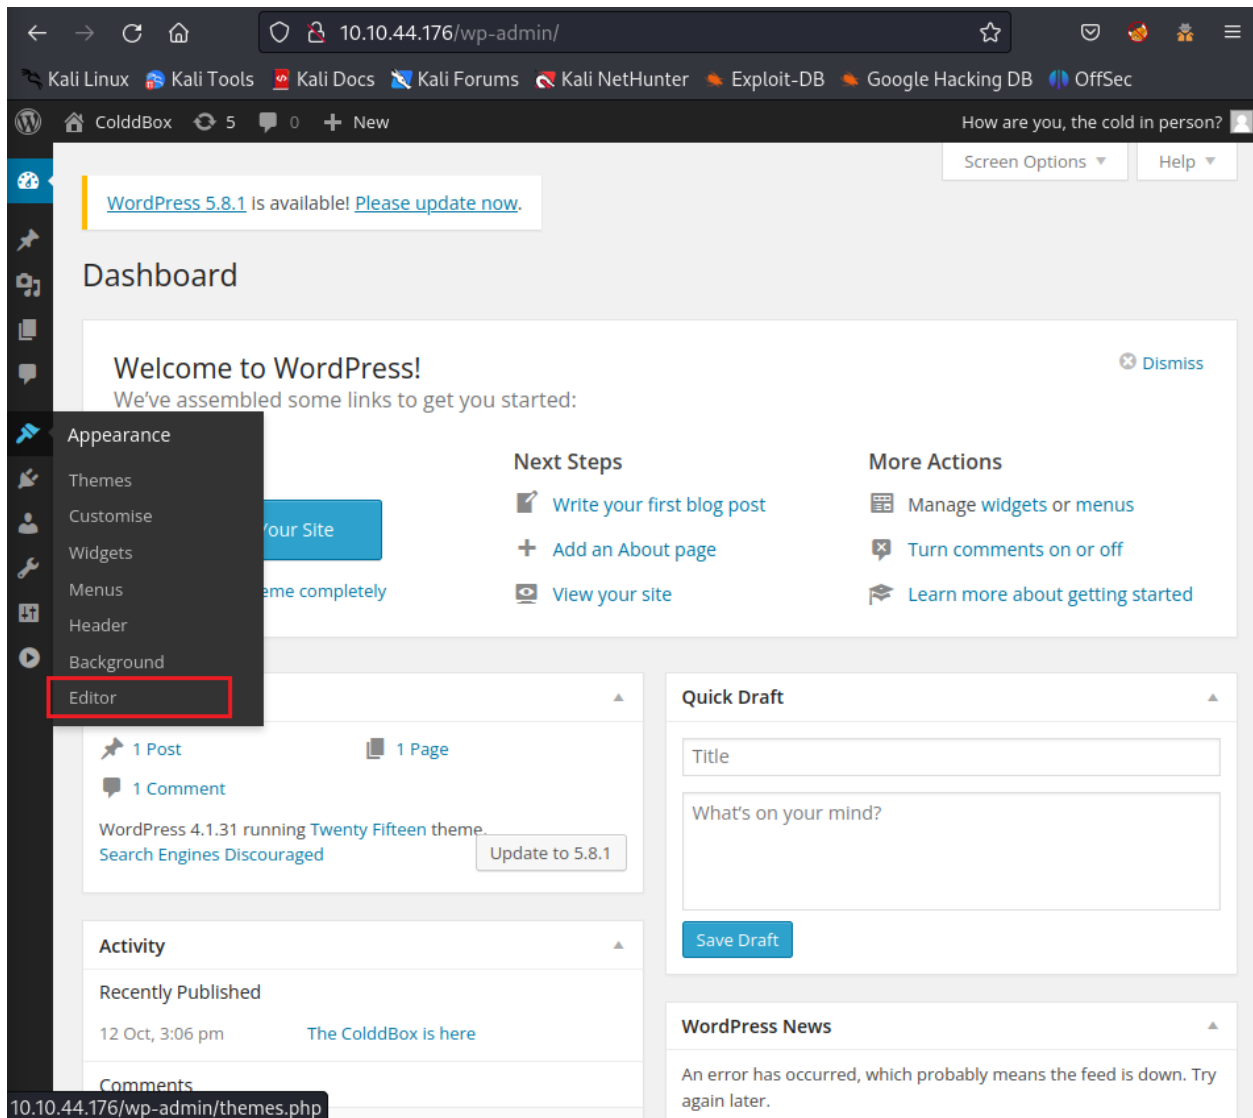 10.10.44.176/wp-admin/
Kali Linux Kali Tools Kali Docs Kali Forums Kali NetHunter Exploit-DB Google Hacking DB OffSec
ColddBox 5 0 New How are you, the cold in person?
Screen Options Help
WordPress 5.8.1 is available! Please update now.
Dashboard
Welcome to WordPress!
Dismiss
We've assembled some links to get you started:
Appearance
Themes
Customise
Widgets
Menus
Header
Background
Editor
Your Site
eme completely
Next Steps
Write your first blog post
Add an About page
View your site
More Actions
Manage widgets or menus
Turn comments on or off
Learn more about getting started
1 Post 1 Page
1 Comment
WordPress 4.1.31 running Twenty Fifteen theme.
Search Engines Discouraged
Update to 5.8.1
Activity
Recently Published
12 Oct, 3:06 pm The ColddBox is here
Comments
Quick Draft
Title
What's on your mind?
Save Draft
WordPress News
An error has occurred, which probably means the feed is down. Try
again later.
10.10.44.176/wp-admin/themes.php